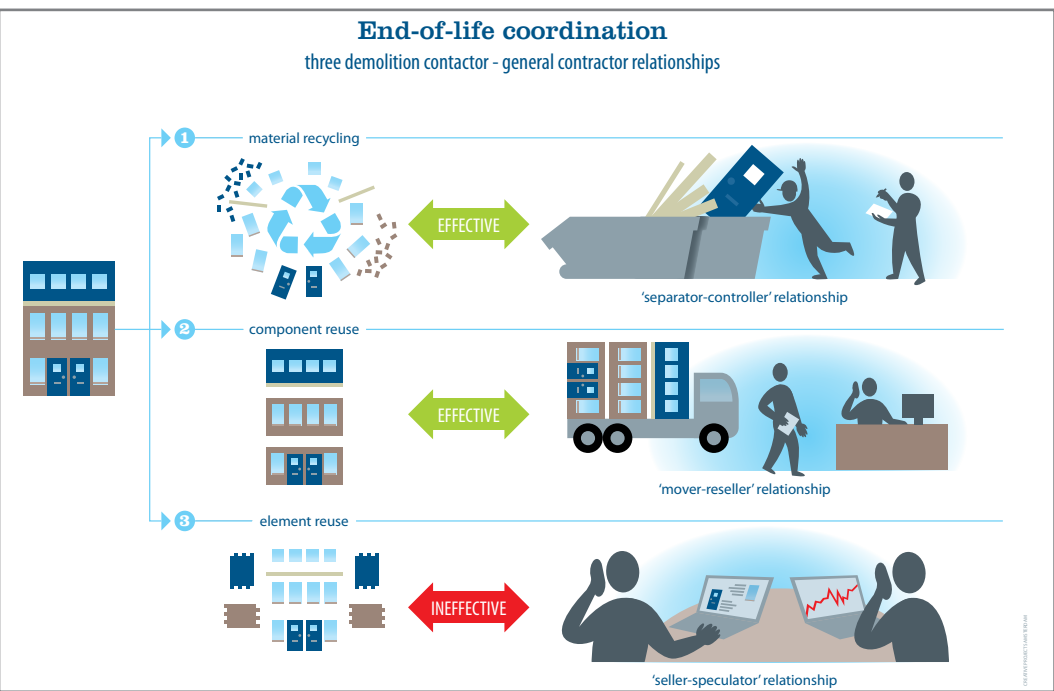 End-of-life coordination
three demolition contactor - general contractor relationships
1
material recycling
EFFECTIVE
'separator-controller' relationship
2
component reuse
EFFECTIVE
'mover-reseller' relationship
3
element reuse
INEFFECTIVE
'seller-speculator' relationship